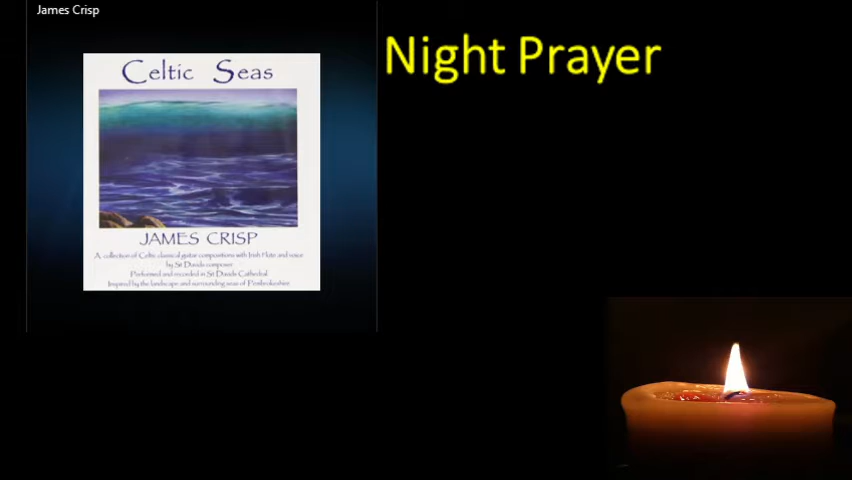 James Crisp
Night Prayer
Celtic Seas
JAMES CRISP
A collection of Celtic classical guitar compositions with Irish Flute and voice
by St Davids composer
Performed and recorded in St Davids Cathedral
Inspired by the landscape and surrounding seas of Pembrokeshire